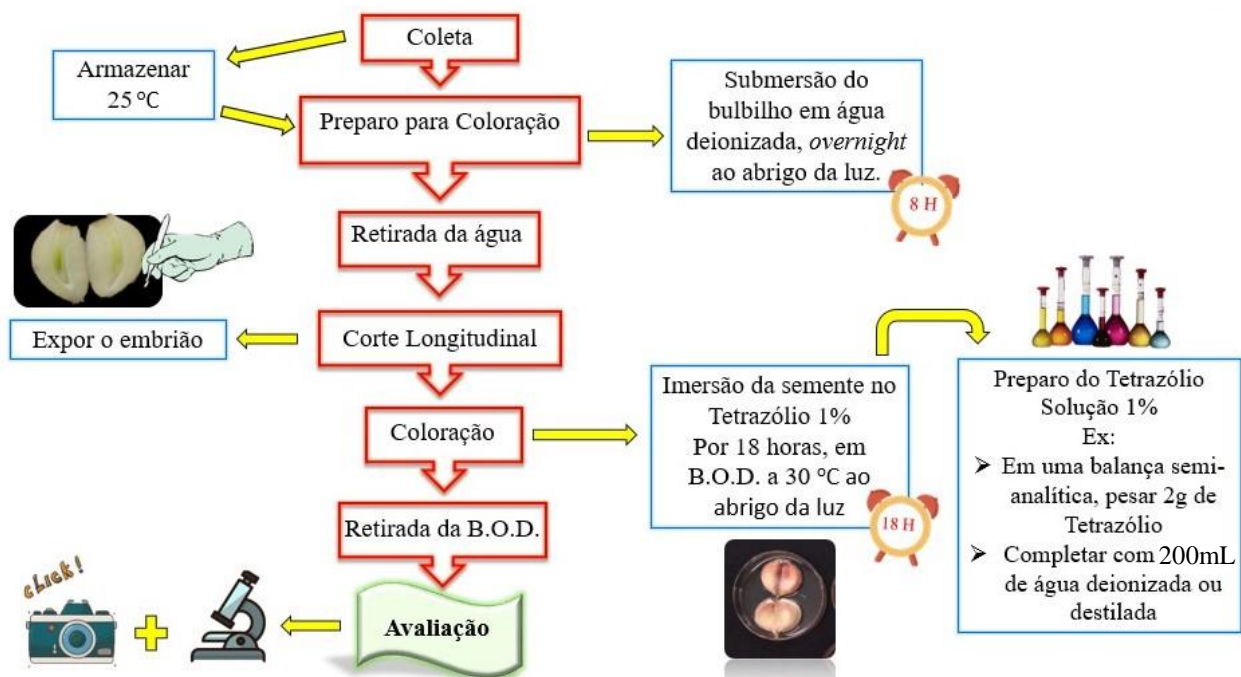 Coleta
Armazenar
25 °C
Preparo para Coloração
Submersão do
bulbilho em água
deionizada, overnight
ao abrigo da luz.
8 H
Retirada da água
Corte Longitudinal
Expor o embrião
Coloração
Imersão da semente no
Tetrazólio 1%
Por 18 horas, em
B.O.D. a 30 °C ao
abrigo da luz
18 H
Preparo do Tetrazólio
Solução 1%
Ex:
➤ Em uma balança semi-
analítica, pesar 2g de
Tetrazólio
➤ Completar com 200mL
de água deionizada ou
destilada
Retirada da B.O.D.
Avaliação
CLICK!